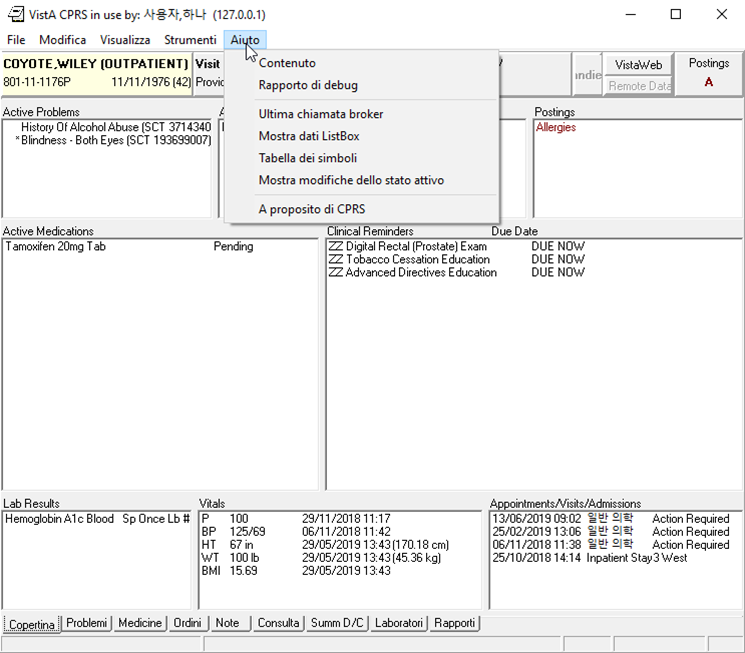 VistA CPRS in use by: 사용자,하나 (127.0.0.1)
File Modifica Visualizza Strumenti Aiuto
COYOTE,WILEY (OUTPATIENT) Visit
801-11-1176P 11/11/1976 (42) Provid
VistaWeb
Remote Data
Postings
A
Contenuto
Rapporto di debug
Ultima chiamata broker
Mostra dati ListBox
Tabella dei simboli
Mostra modifiche dello stato attivo
A proposito di CPRS
Active Problems
History Of Alcohol Abuse (SCT 3714340
*Blindness - Both Eyes (SCT 193699007)
Postings
Allergies
Active Medications
Tamoxifen 20mg Tab Pending
Clinical Reminders Due Date
Digital Rectal (Prostate) Exam DUE NOW
Tobacco Cessation Education DUE NOW
Advanced Directives Education DUE NOW
Lab Results
Hemoglobin A1c Blood Sp Once Lb #
Vitals
P 100 29/11/2018 11:17
BP 125/69 06/11/2018 11:42
HT 67 in 29/05/2019 13:43 (170.18 cm)
WT 100 lb 29/05/2019 13:43 (45.36 kg)
BMI 15.69 29/05/2019 13:43
Appointments/Visits/Admissions
13/06/2019 09:02 일반 의학 Action Required
25/02/2019 13:06 일반 의학 Action Required
06/11/2018 11:38 일반 의학 Action Required
25/10/2018 14:14 Inpatient Stay 3 West
Copertina Problemi Medicine Ordini Note Consulta Summ D/C Laboratori Rapporti